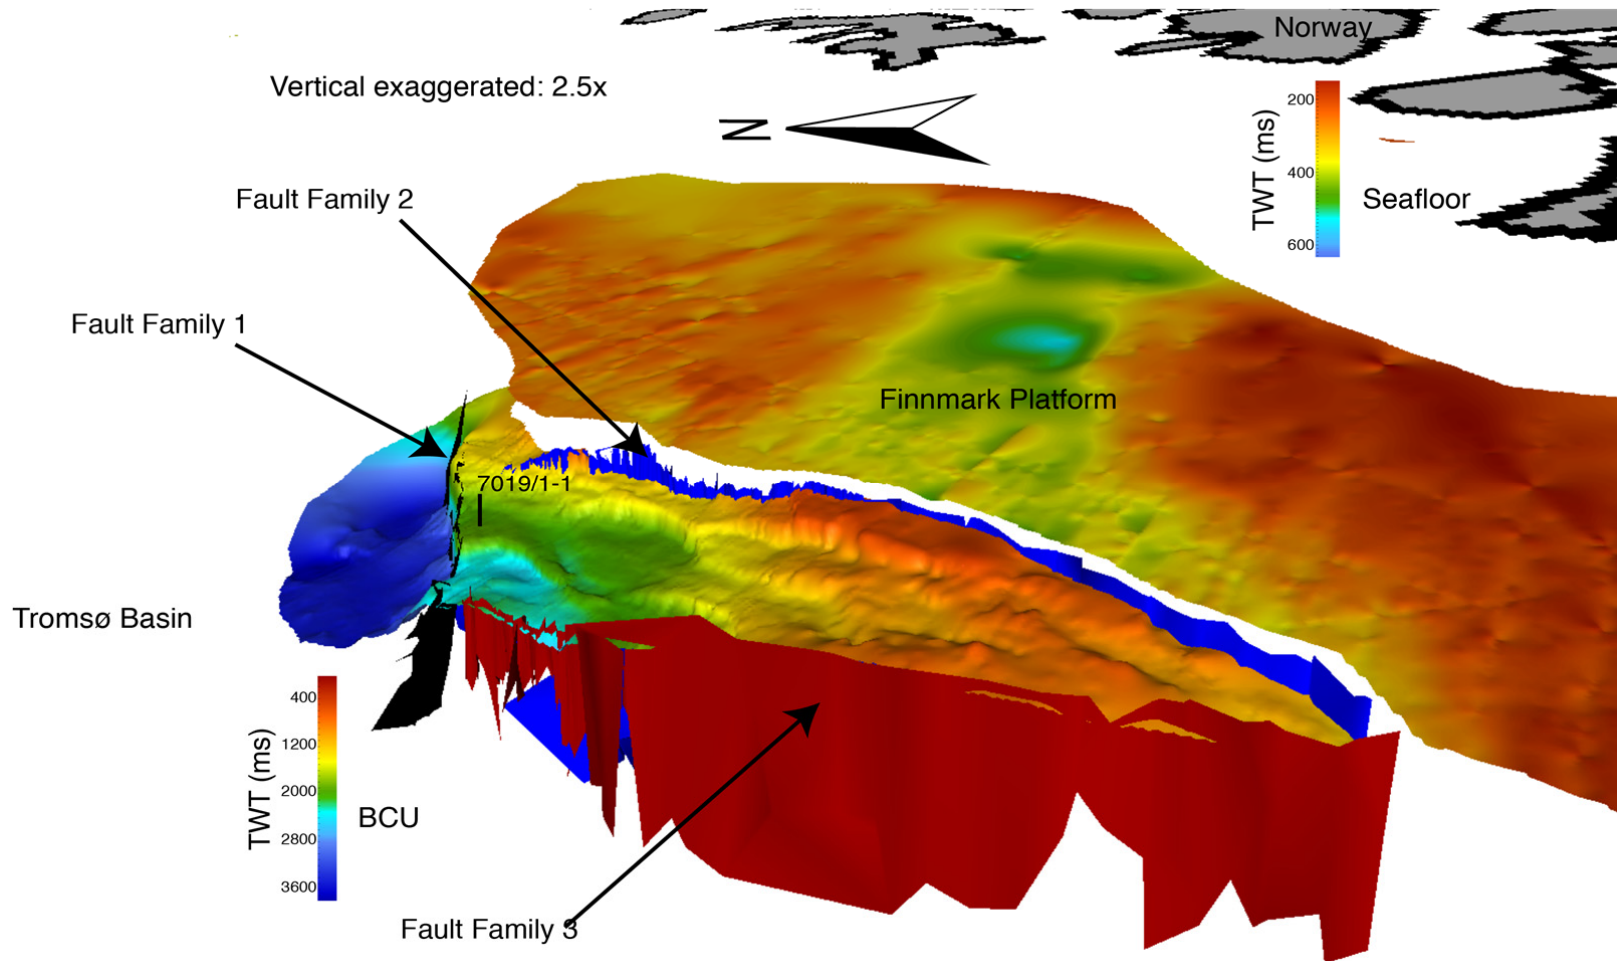 Norway
Vertical exaggerated: 2.5x
N
200
400
600
TWT (ms)
Seafloor
Fault Family 2
Fault Family 1
Finnmark Platform
7019/1-1
Tromsø Basin
400
1200
2000
2800
3600
TWT (ms)
BCU
Fault Family 3